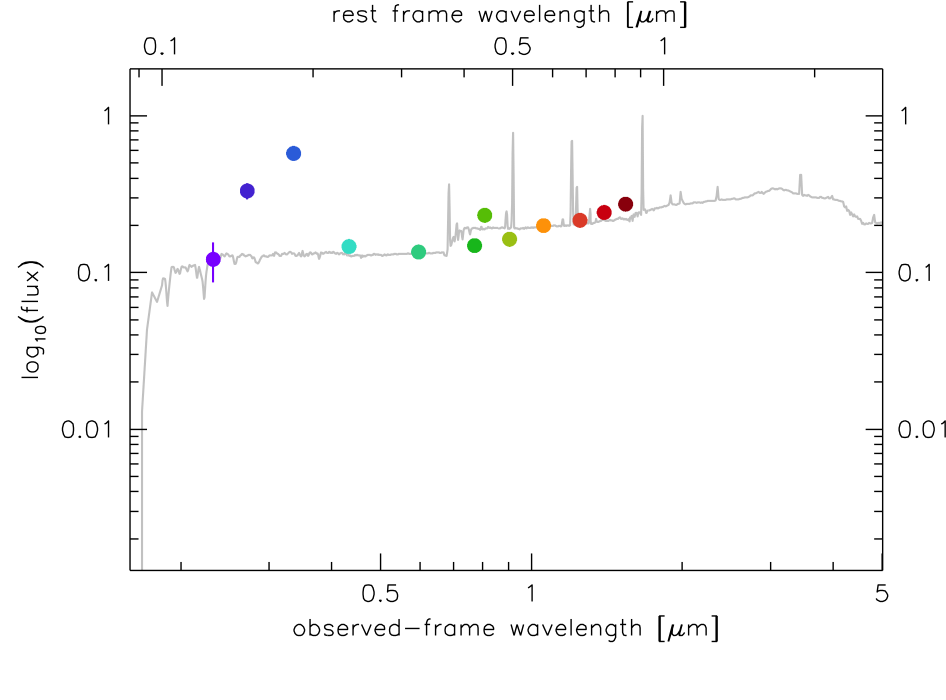 rest frame wavelength [μm]
0.1 0.5 1
1 1
0.1 0.1
0.01 0.01
log10(flux)
0.5 1 5
observed-frame wavelength [μm]